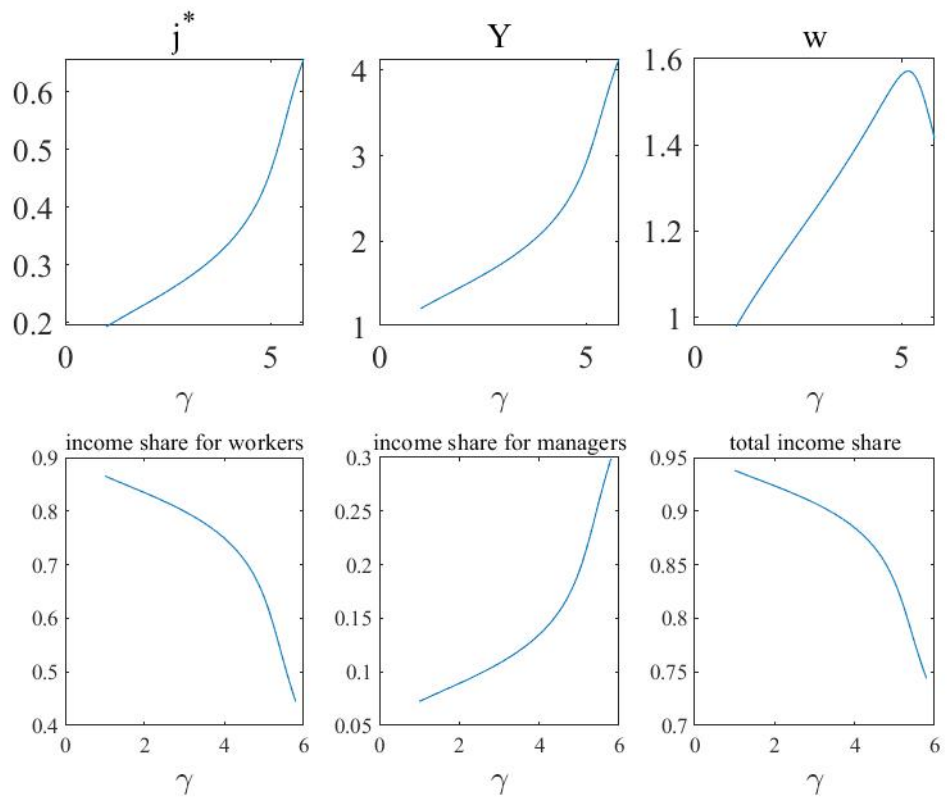 j*
0.6
0.5
0.4
0.3
0.2
0
5
γ
Y
4
3
2
1
0
5
γ
w
1.6
1.4
1.2
1
0
5
γ
income share for workers
0.9
0.8
0.7
0.6
0.5
0.4
0 2 4 6
γ
income share for managers
0.3
0.25
0.2
0.15
0.1
0.05
0 2 4 6
γ
total income share
0.95
0.9
0.85
0.8
0.75
0.7
0 2 4 6
γ